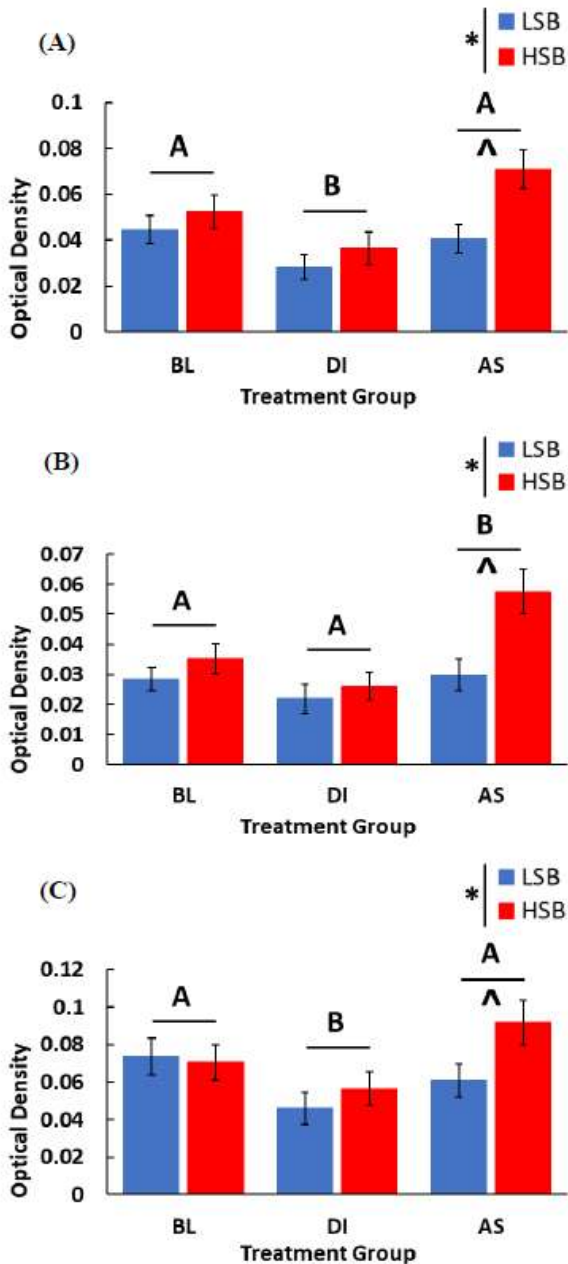 (A)
* LSB
HSB
Optical Density
0.1
0.08
0.06
0.04
0.02
0
A
B
A
^
BL DI AS
Treatment Group
(B)
* LSB
HSB
Optical Density
0.07
0.06
0.05
0.04
0.03
0.02
0.01
0
A
A
B
^
BL DI AS
Treatment Group
(C)
* LSB
HSB
Optical Density
0.12
0.1
0.08
0.06
0.04
0.02
0
A
B
A
^
BL DI AS
Treatment Group